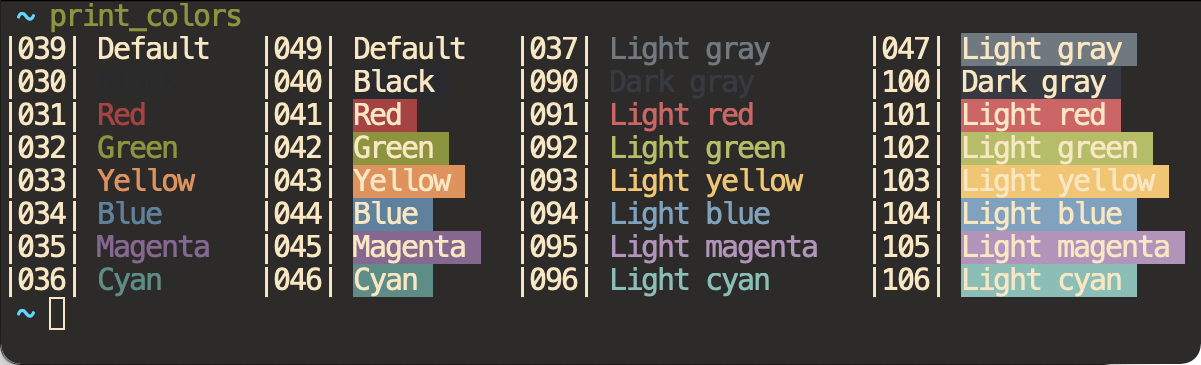 ~ print_colors
|039| Default |049| Default |037| Light gray |047| Light gray
|030| Black |040| Black |090| Dark gray |100| Dark gray
|031| Red |041| Red |091| Light red |101| Light red
|032| Green |042| Green |092| Light green |102| Light green
|033| Yellow |043| Yellow |093| Light yellow |103| Light yellow
|034| Blue |044| Blue |094| Light blue |104| Light blue
|035| Magenta |045| Magenta |095| Light magenta |105| Light magenta
|036| Cyan |046| Cyan |096| Light cyan |106| Light cyan
~